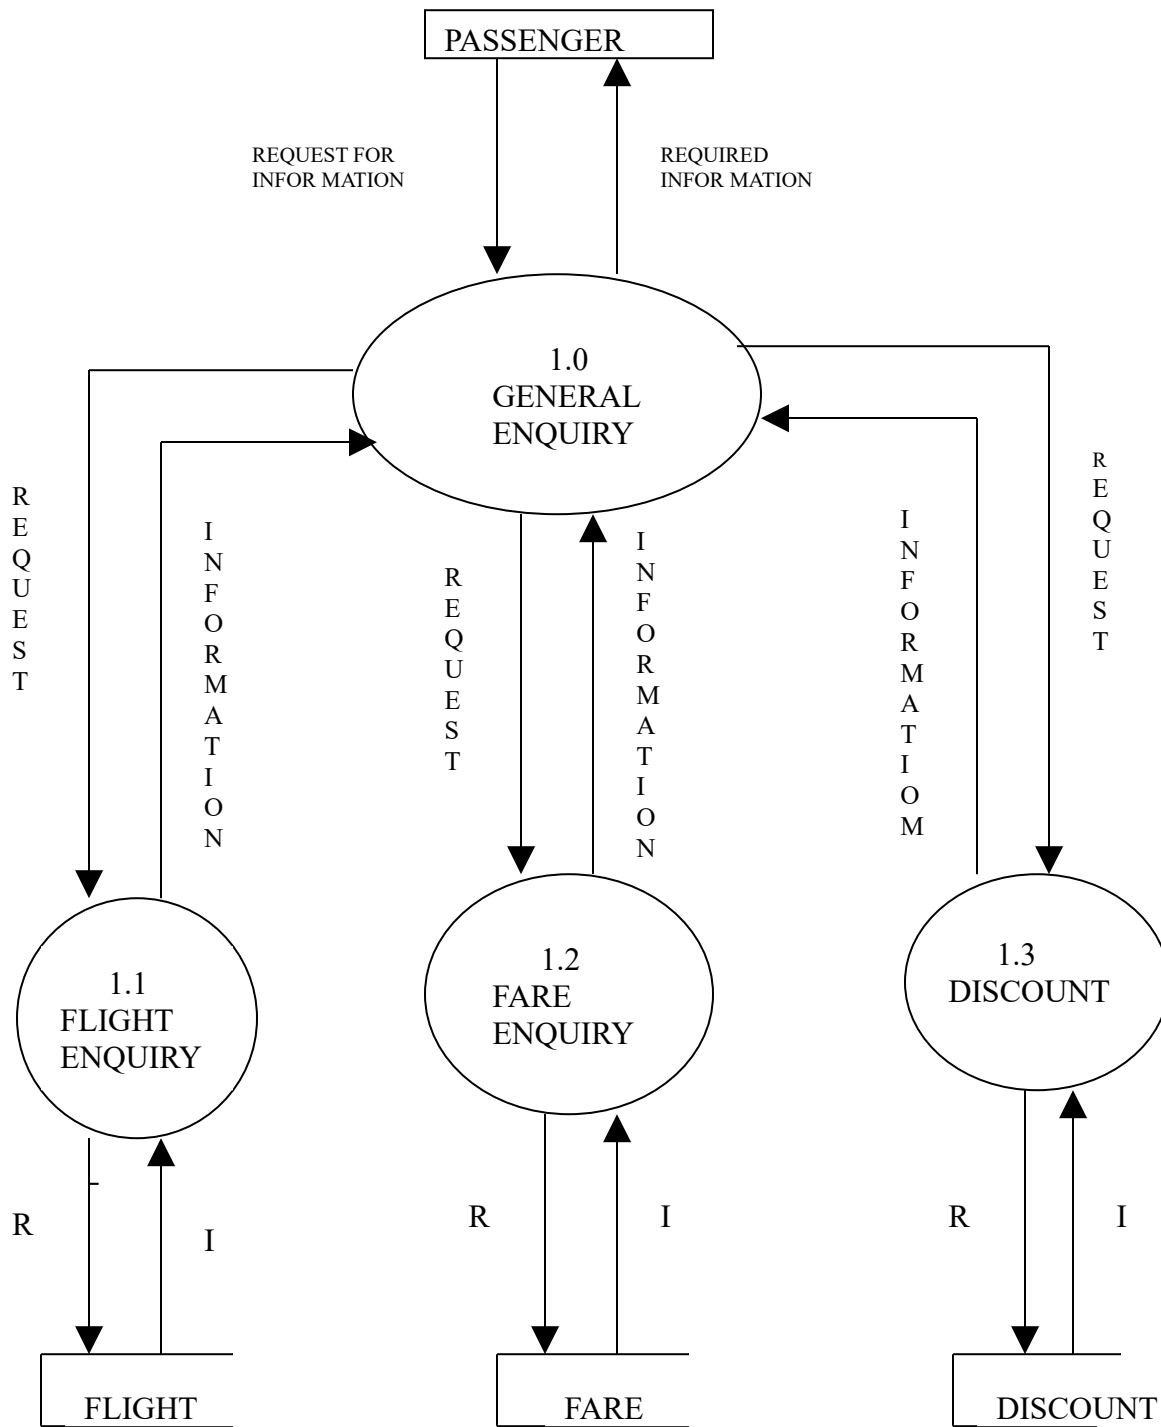 PASSENGER
REQUEST FOR
INFOR MATION
REQUIRED
INFOR MATION
1.0
GENERAL
ENQUIRY
REQUEST
INFORMATION
REQUEST
INFORMATION
INFORMATIOM
REQUEST
1.1
FLIGHT
ENQUIRY
1.2
FARE
ENQUIRY
1.3
DISCOUNT
R
I
R
I
R
I
FLIGHT
FARE
DISCOUNT